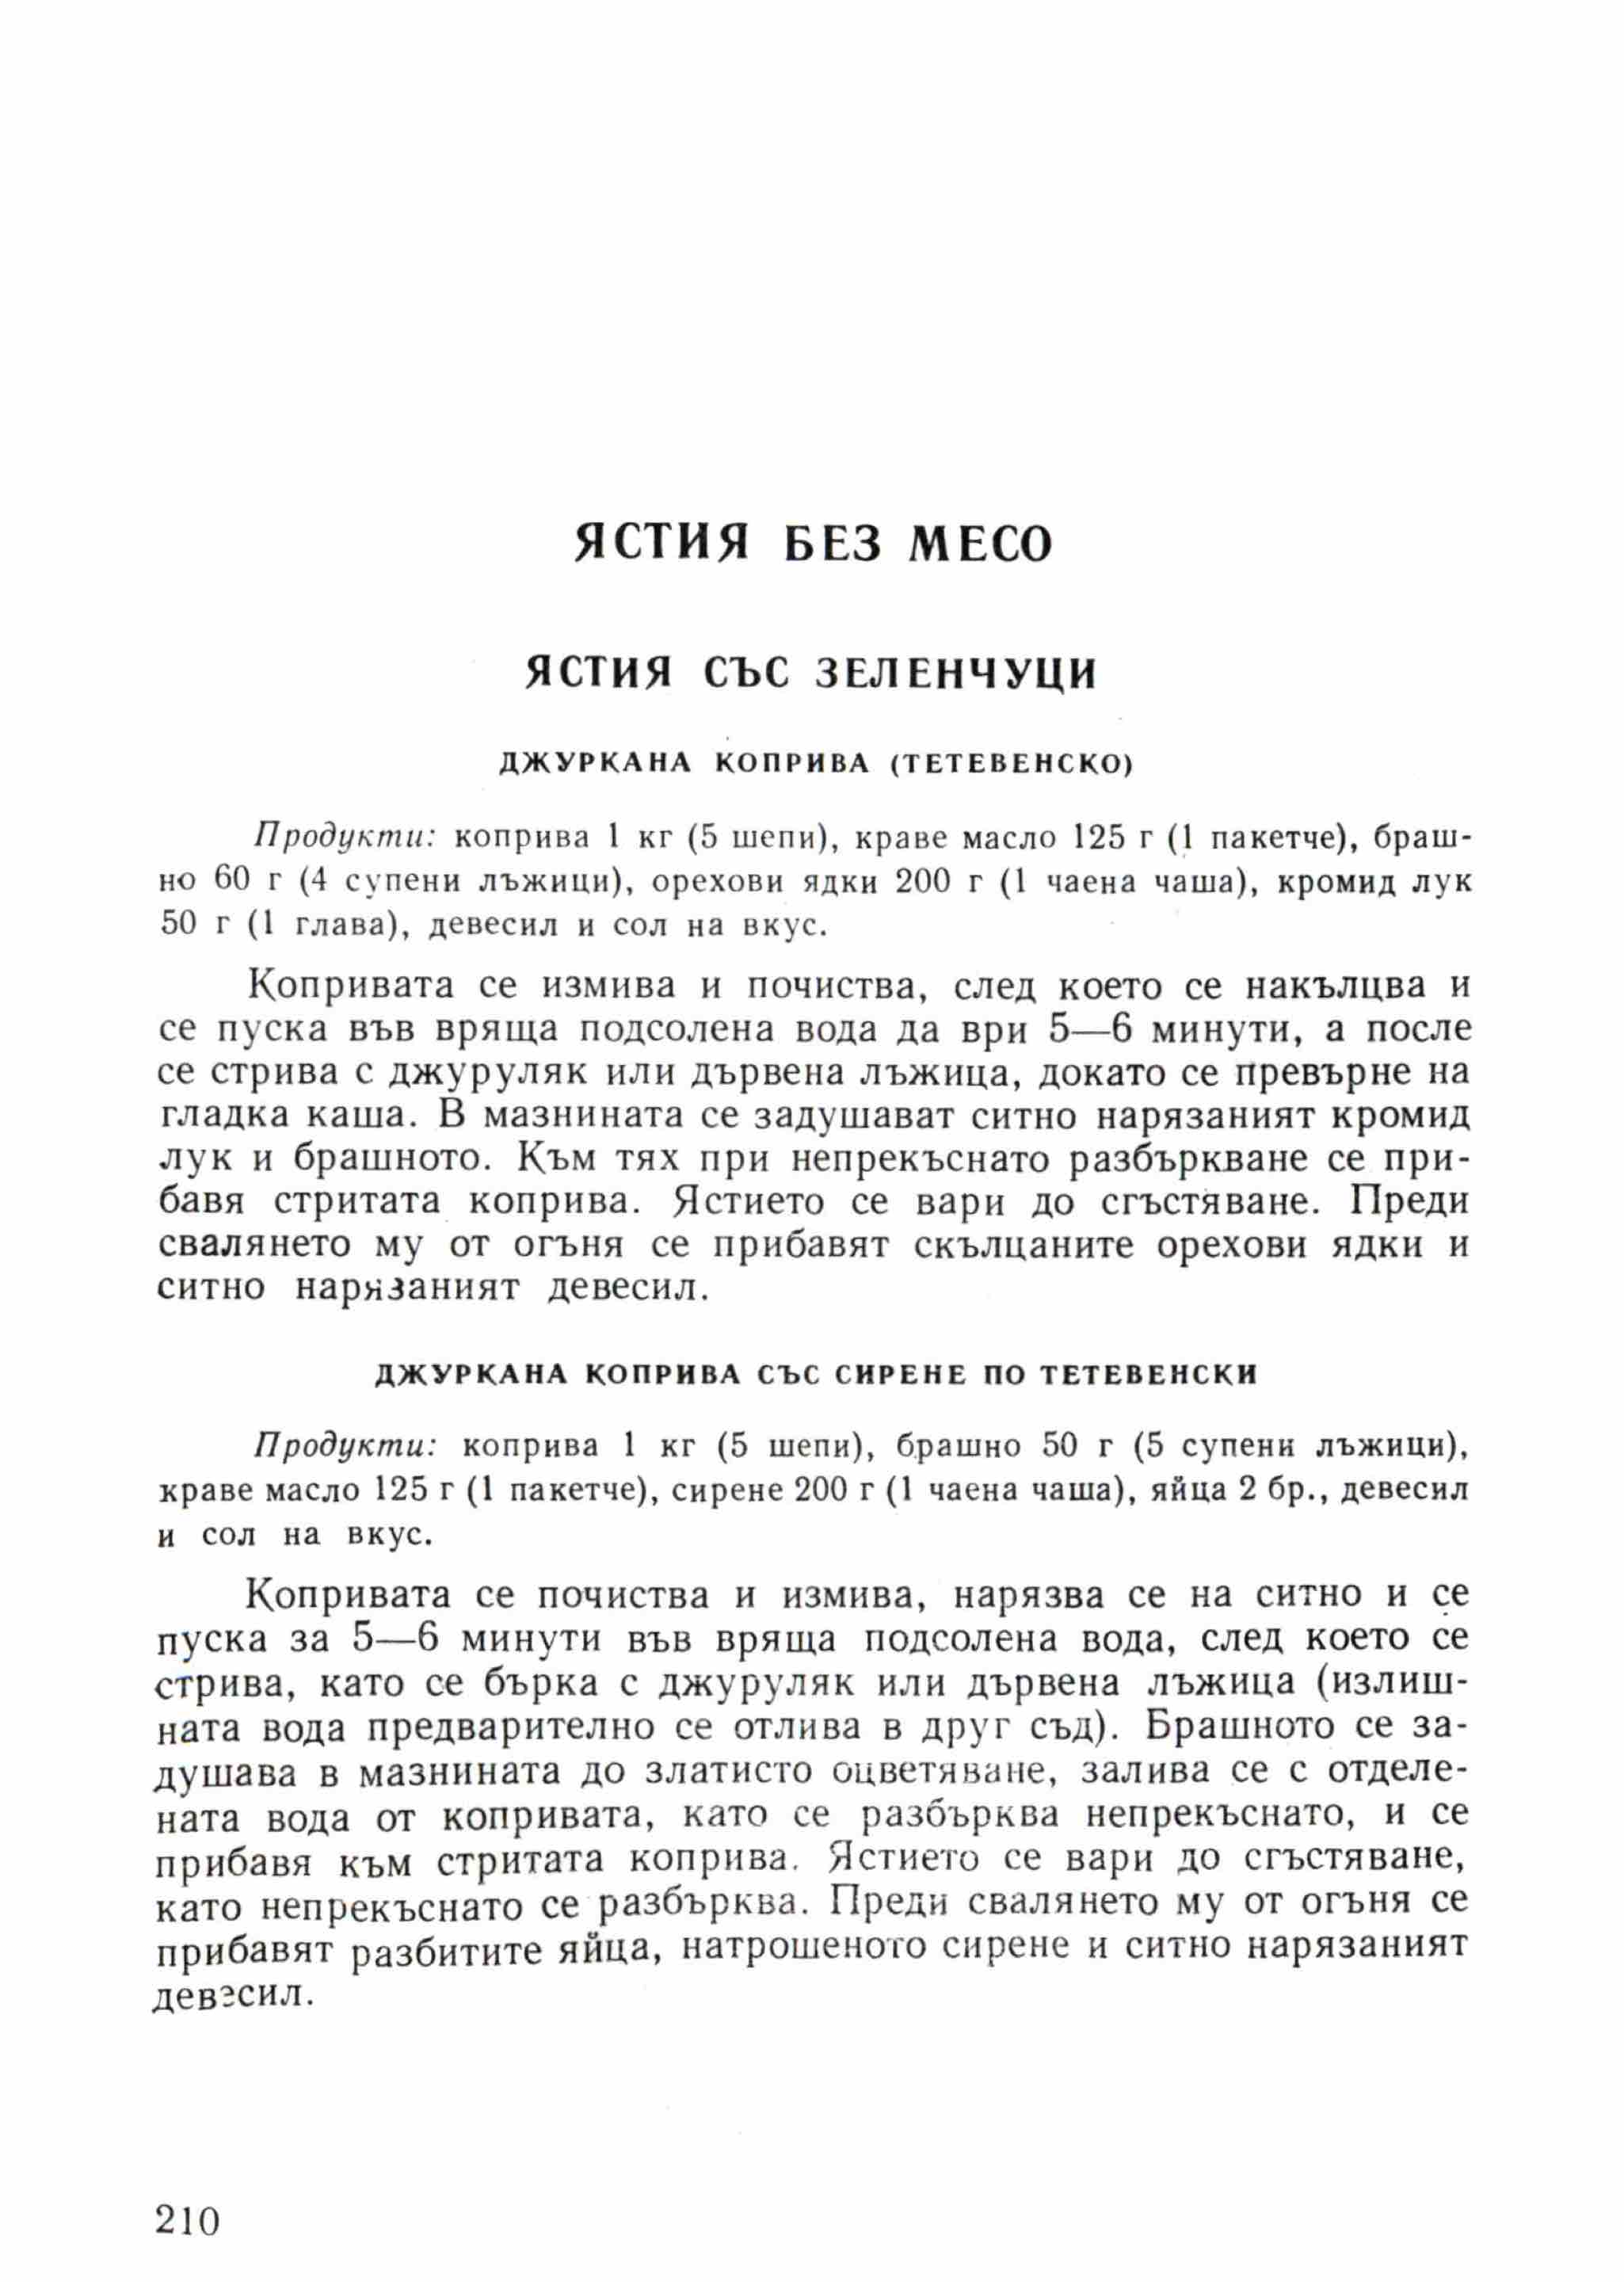 ЯСТИЯ БЕЗ МЕСО
ЯСТИЯ СЪС ЗЕЛЕНЧУЦИ
ДЖУРКАНА КОПРИВА (ТЕТЕВЕНСКО)
Продукти: коприва 1 кг (5 шепи), краве масло 125 г (1 пакетче), браш-
но 60 г (4 супени лъжици), орехови ядки 200 г (1 чаена чаша), кромид лук
50 г (1 глава), девесил и сол на вкус.
Копривата се измива и почиства, след което се накълцва и
се пуска във вряща подсолена вода да ври 5—6 минути, а после
се стрива с джуруляк или дървена лъжица, докато се превърне на
гладка каша. В мазнината се задушават ситно нарязаният кромид
лук и брашното. Към тях при непрекъснато разбъркване се при-
бавя стритата коприва. Ястието се вари до сгъстяване. Преди
свалянето му от огъня се прибавят скълцаните орехови ядки и
ситно нарязаният девесил.
ДЖУРКАНА КОПРИВА СЪС СИРЕНЕ ПО ТЕТЕВЕНСКИ
Продукти: коприва 1 кг (5 шепи), брашно 50 г (5 супени лъжици),
краве масло 125 г (1 пакетче), сирене 200 г (1 чаена чаша), яйца 2 бр., девесил
и сол на вкус.
Копривата се почиства и измива, нарязва се на ситно и се
пуска за 5—6 минути във вряща подсолена вода, след което се
стрива, като се бърка с джуруляк или дървена лъжица (излиш-
ната вода предварително се отлива в друг съд). Брашното се за-
душава в мазнината до златисто оцветяване, залива се с отделе-
ната вода от копривата, като се разбърква непрекъснато, и се
прибавя към стритата коприва. Ястието се вари до сгъстяване,
като непрекъснато се разбърква. Преди свалянето му от огъня се
прибавят разбитите яйца, натрошеното сирене и ситно нарязаният
девесил.
210